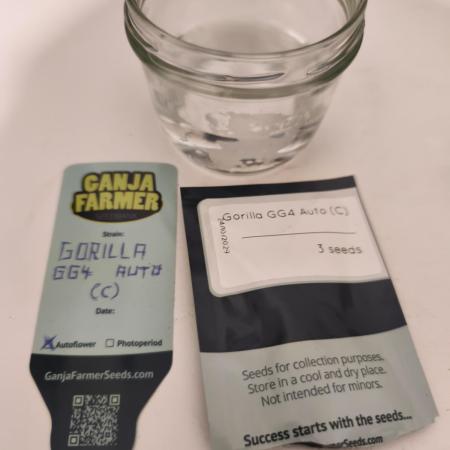 GANJA
FARMER
SEEDBANK
Strain:
GORILLA
GG4 AUTO
(C)
Date:
X Autoflower Photoperiod
GanjaFarmerSeeds.com
Gorilla GG4 Auto (C)
3 seeds
Seeds for collection purposes.
Store in a cool and dry place.
Not intended for minors.
Success starts with the seeds...